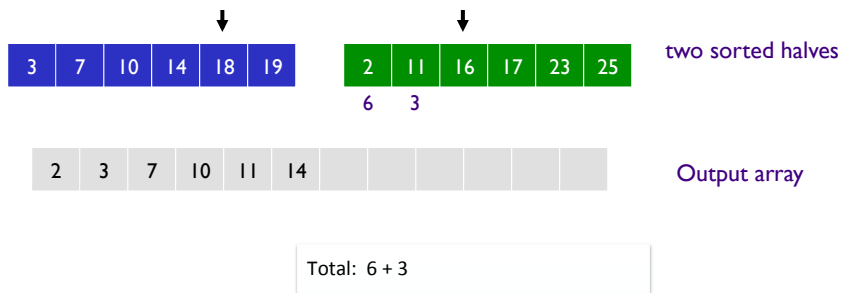 3 7 10 14 18 19 2 11 16 17 23 25 two sorted halves
6 3
2 3 7 10 11 14 Output array
Total: 6 + 3